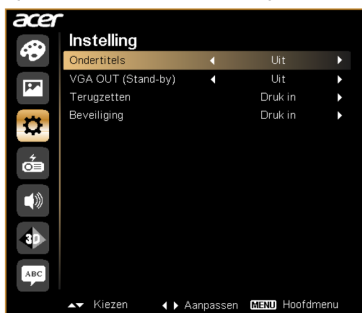 acer
Instelling
Ondertitels Uit
VGA OUT (Stand-by) Uit
Terugzetten Druk in
Beveiliging Druk in
3D
ABC
Kiezen Aanpassen MENU Hoofdmenu